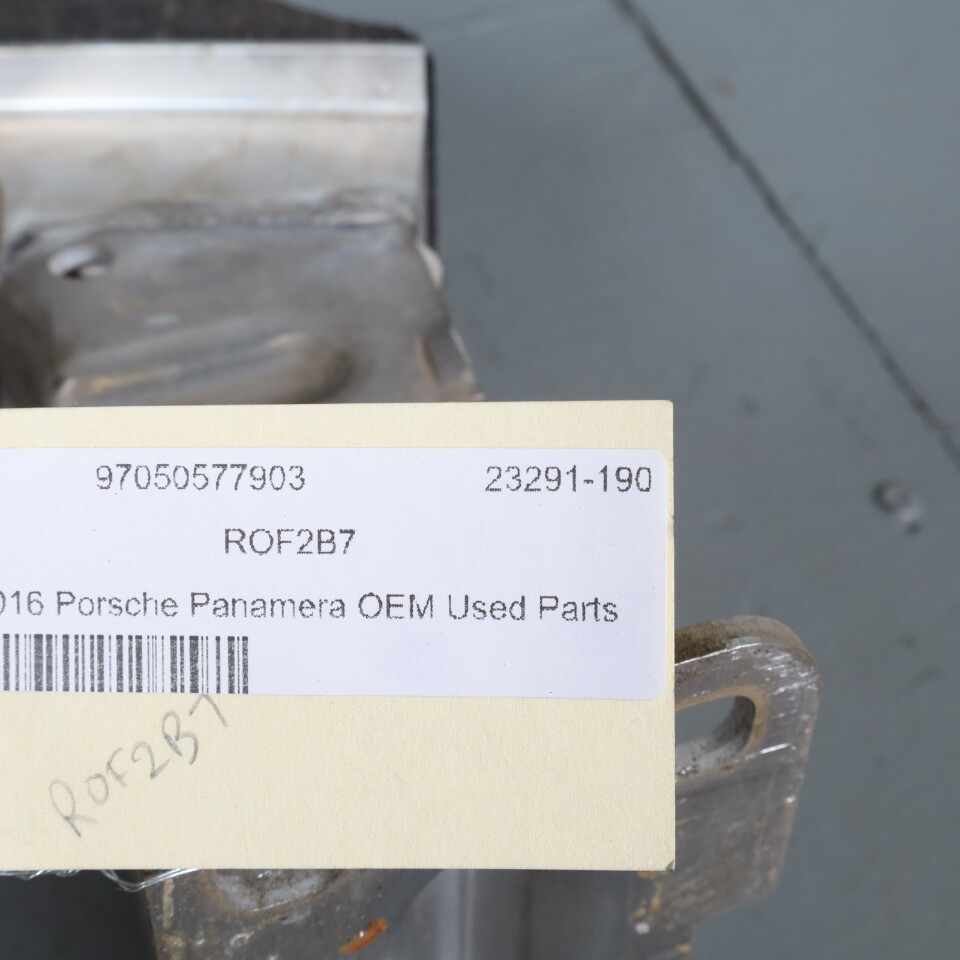 97050577903 23291-190
ROF2B7
016 Porsche Panamera OEM Used Parts
ROF2B7